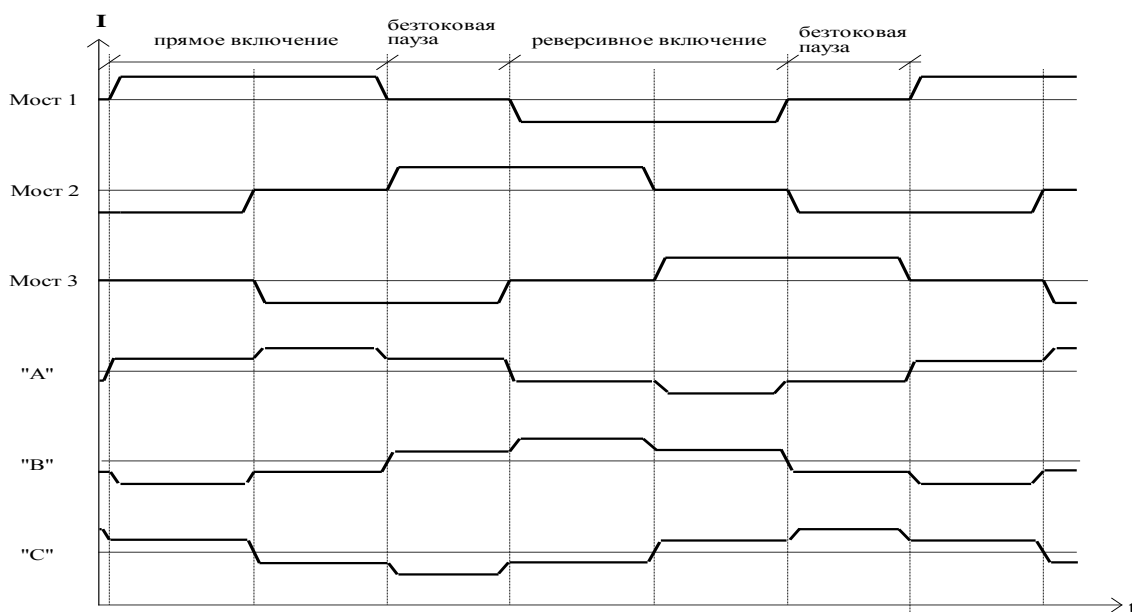 I
прямое включение
безтоковая
пауза
реверсивное включение
безтоковая
пауза
Мост 1
Мост 2
Мост 3
"А"
"В"
"С"